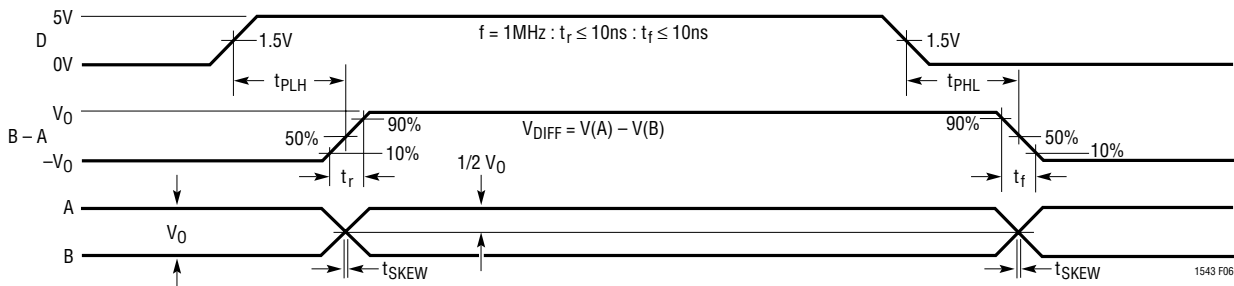 5V
D
0V
1.5V
f = 1MHz : tr ≤ 10ns : tf ≤ 10ns
1.5V
tPLH
tPHL
VO
B – A
–VO
50%
90%
10%
VDIFF = V(A) – V(B)
90%
50%
10%
tr
1/2 VO
tf
A
VO
B
tSKEW
tSKEW
1543 F06